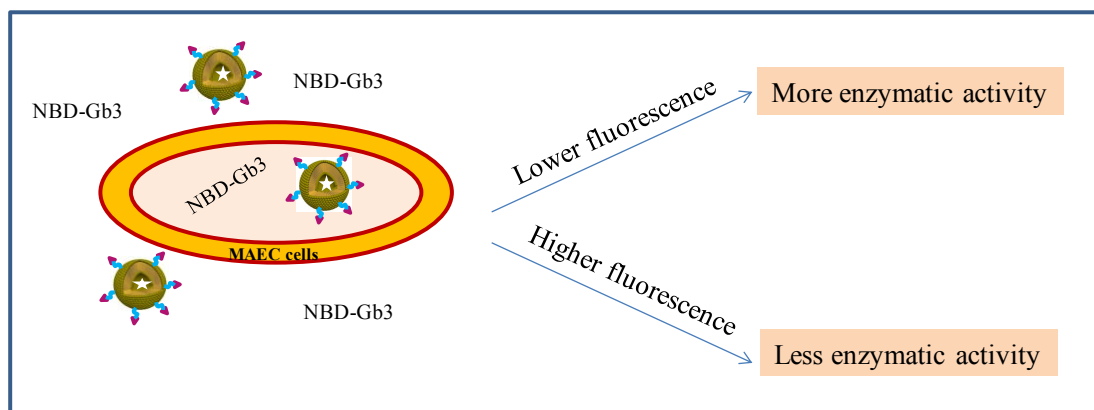 NBD-Gb3
NBD-Gb3
NBD-Gb3
MAEC cells
NBD-Gb3
Lower fluorescence
More enzymatic activity
Higher fluorescence
Less enzymatic activity